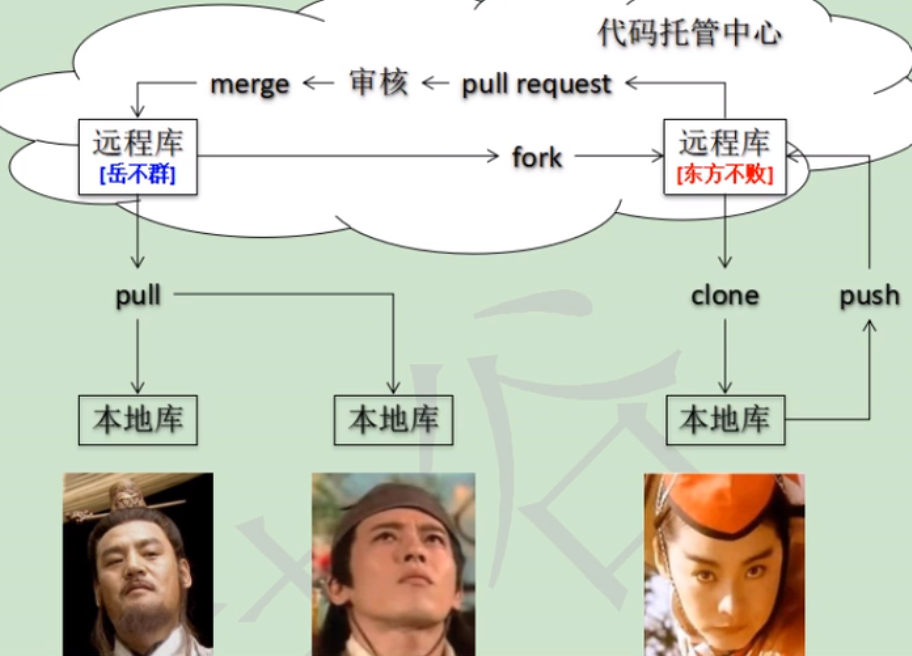 代码托管中心
merge
审核
pull request
远程库
[岳不群]
fork
远程库
[东方不败]
pull
clone
push
本地库
本地库
本地库